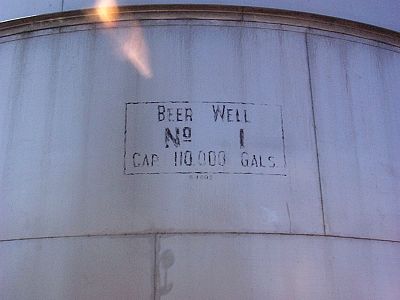 BEER WELL
Nº 1
CAP 110,000 GALS.